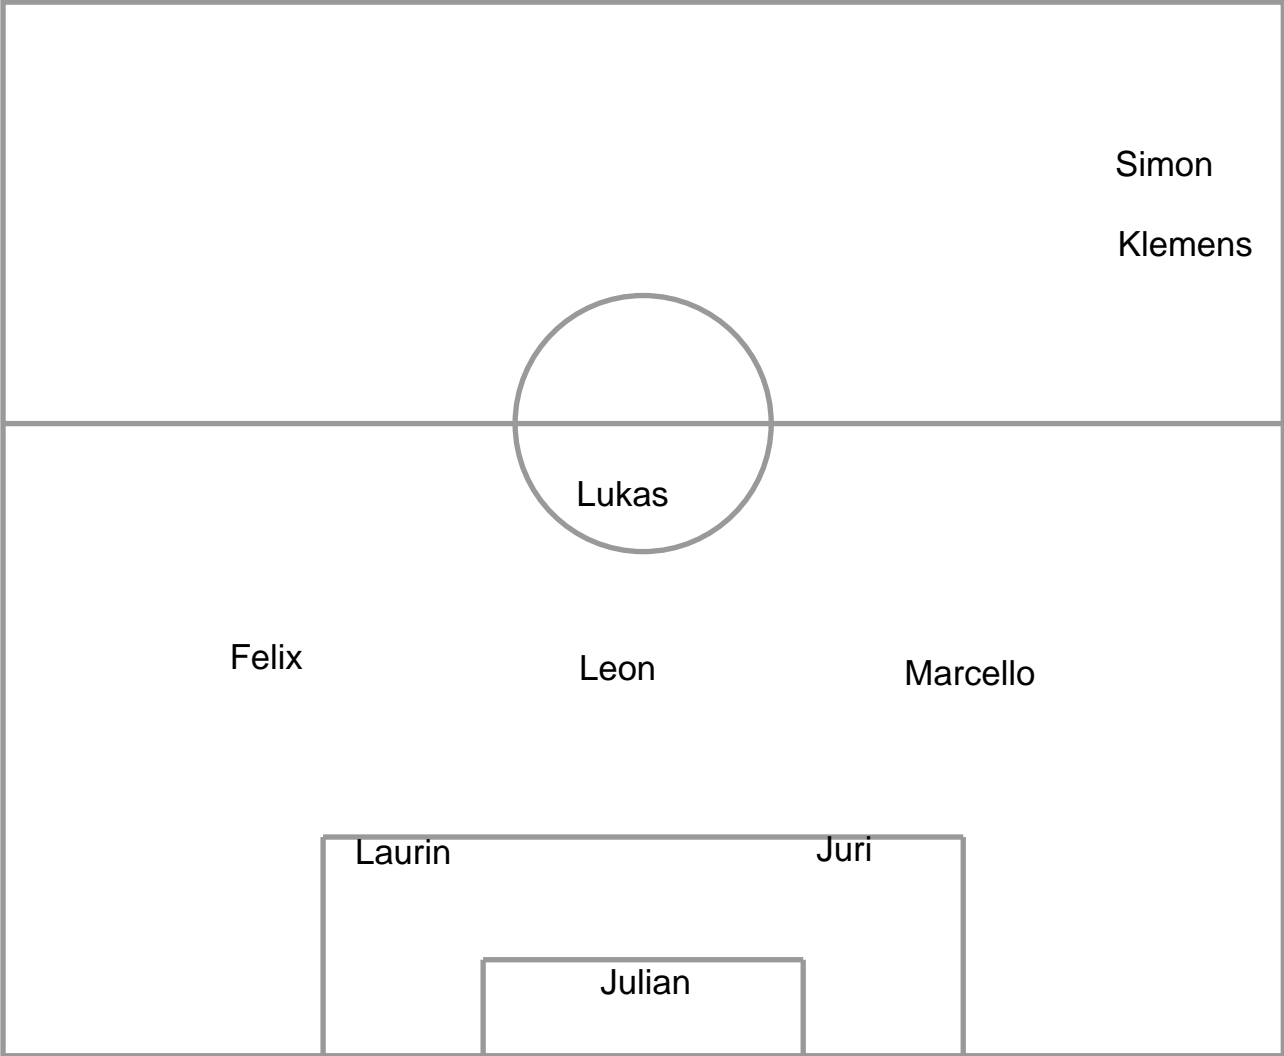 Simon
Klemens
Lukas
Felix
Leon
Marcello
Laurin
Juri
Julian